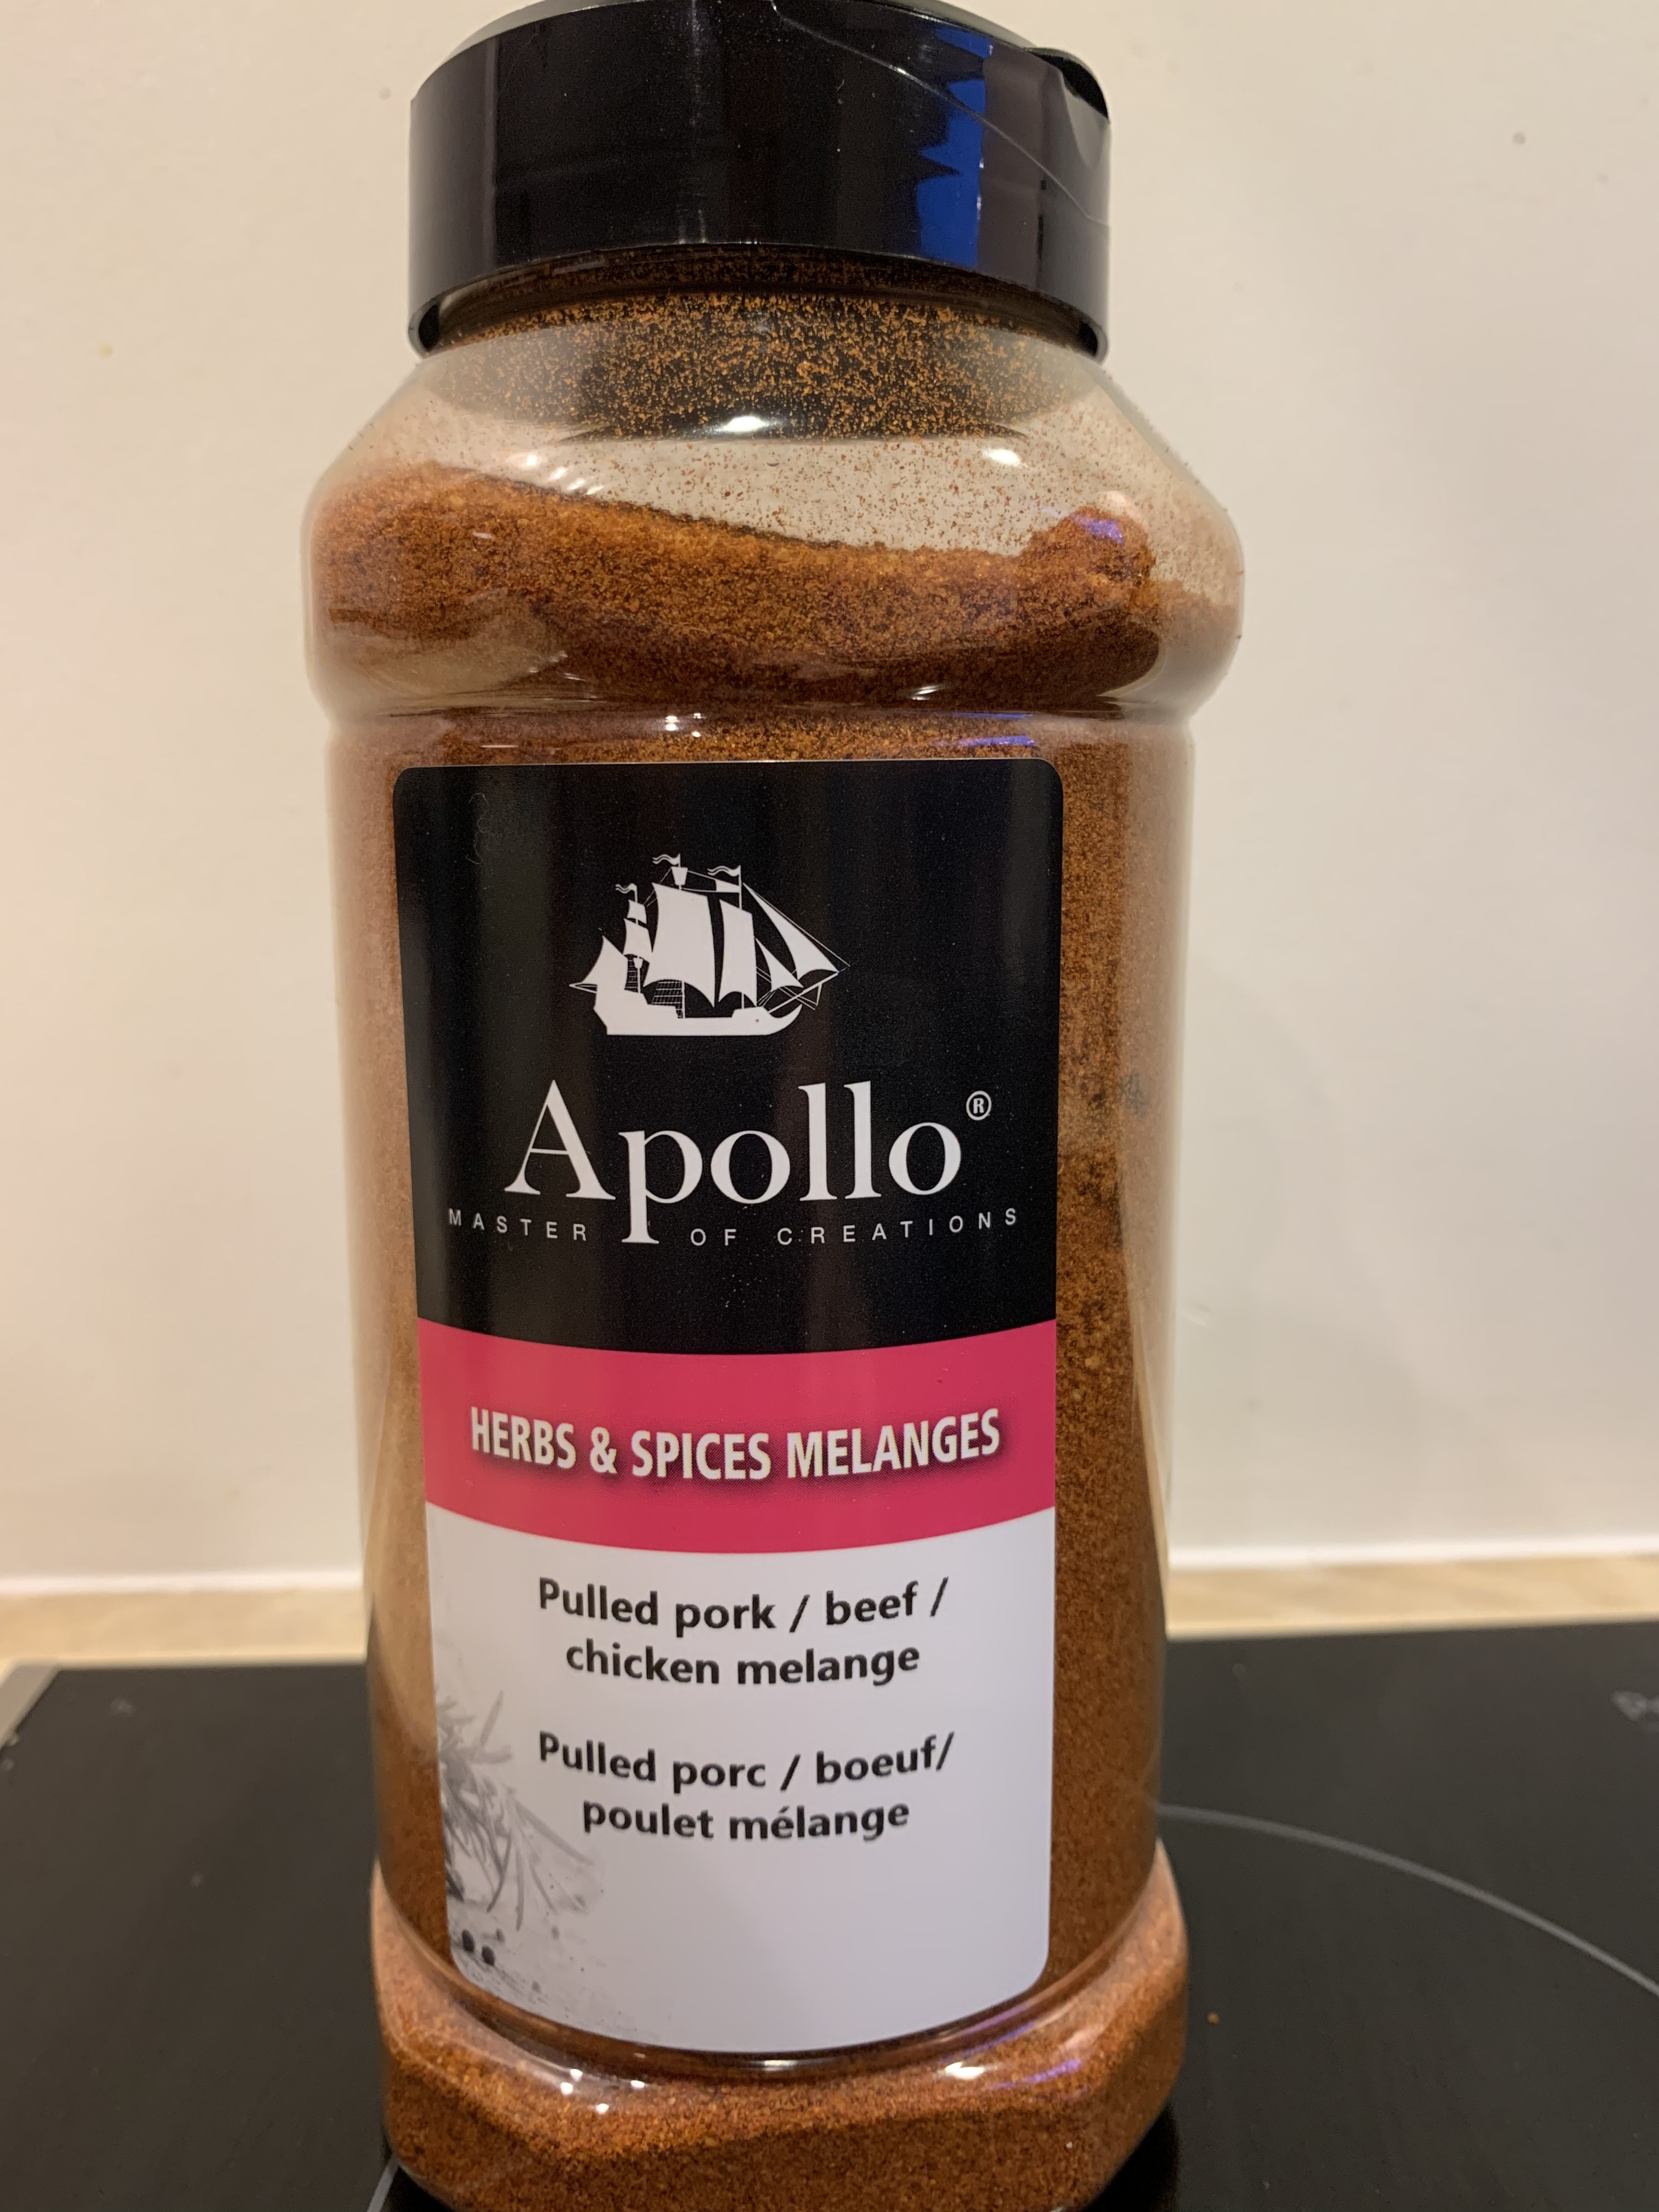 Apollo®
MASTER OF CREATIONS
HERBS & SPICES MELANGES
Pulled pork / beef /
chicken melange
Pulled porc / boeuf/
poulet mélange